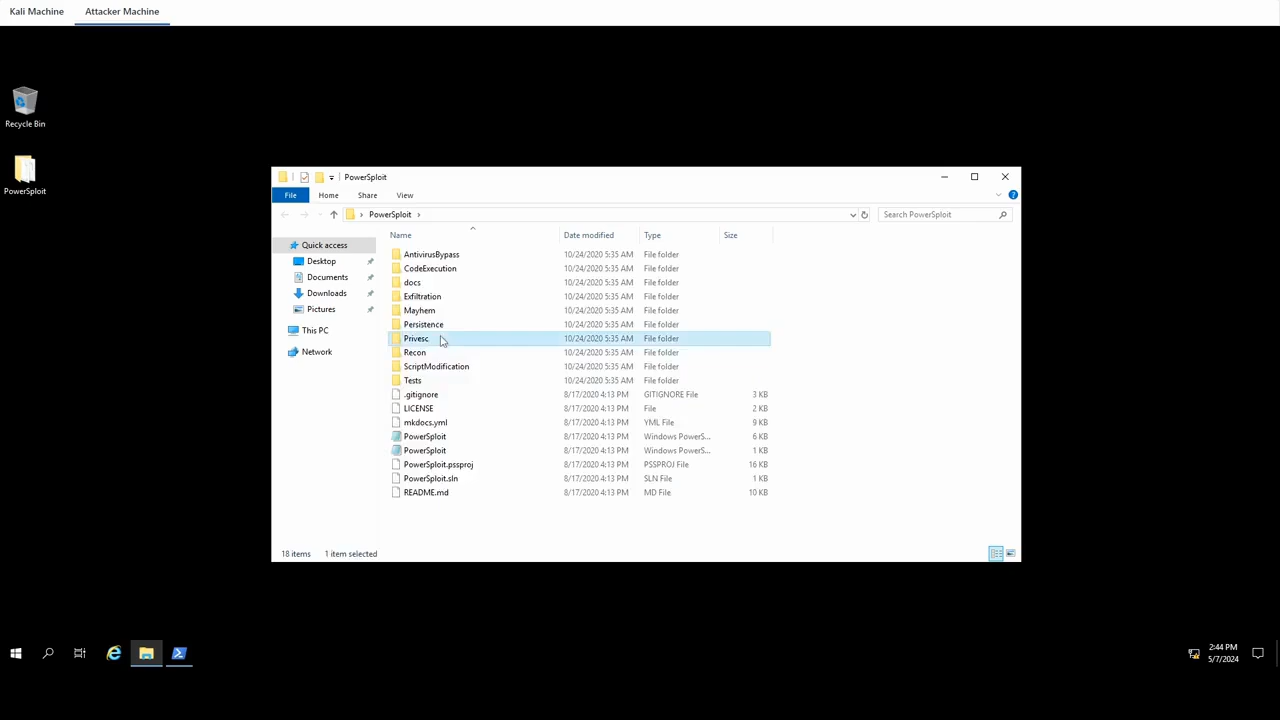 Kali Machine Attacker Machine
Recycle Bin
PowerSploit
PowerSploit
File Home Share View
PowerSploit
Search PowerSploit
Quick access
Desktop
Documents
Downloads
Pictures
This PC
Network
Name Date modified Type Size
AntivirusBypass 10/24/2020 5:35 AM File folder
CodeExecution 10/24/2020 5:35 AM File folder
docs 10/24/2020 5:35 AM File folder
Exfiltration 10/24/2020 5:35 AM File folder
Mayhem 10/24/2020 5:35 AM File folder
Persistence 10/24/2020 5:35 AM File folder
Privesc 10/24/2020 5:35 AM File folder
Recon 10/24/2020 5:35 AM File folder
ScriptModification 10/24/2020 5:35 AM File folder
Tests 10/24/2020 5:35 AM File folder
.gitignore 8/17/2020 4:13 PM GITIGNORE File 3 KB
LICENSE 8/17/2020 4:13 PM File 2 KB
mkdocs.yml 8/17/2020 4:13 PM YML File 9 KB
PowerSploit 8/17/2020 4:13 PM Windows PowerS... 6 KB
PowerSploit 8/17/2020 4:13 PM Windows PowerS... 1 KB
PowerSploit.pssproj 8/17/2020 4:13 PM PSSPROJ File 16 KB
PowerSploit.sln 8/17/2020 4:13 PM SLN File 1 KB
README.md 8/17/2020 4:13 PM MD File 10 KB
18 items 1 item selected
2:44 PM
5/7/2024